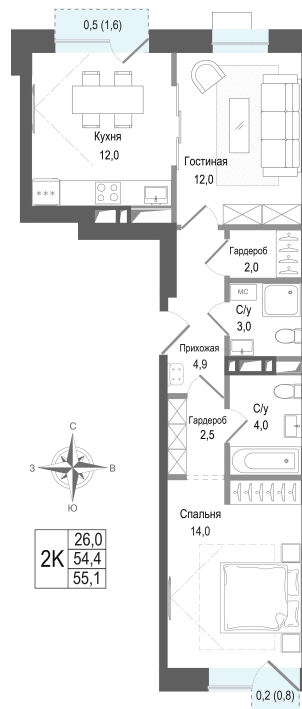 0,5 (1,6)
Кухня
12,0
Гостиная
12,0
***
Гардероб
2,0
МС
С/у
3,0
Прихожая
4,9
Гардероб
2,5
С/у
4,0
С
З
В
Ю
Спальня
14,0
2К
26,0
54,4
55,1
0,2 (0,8)